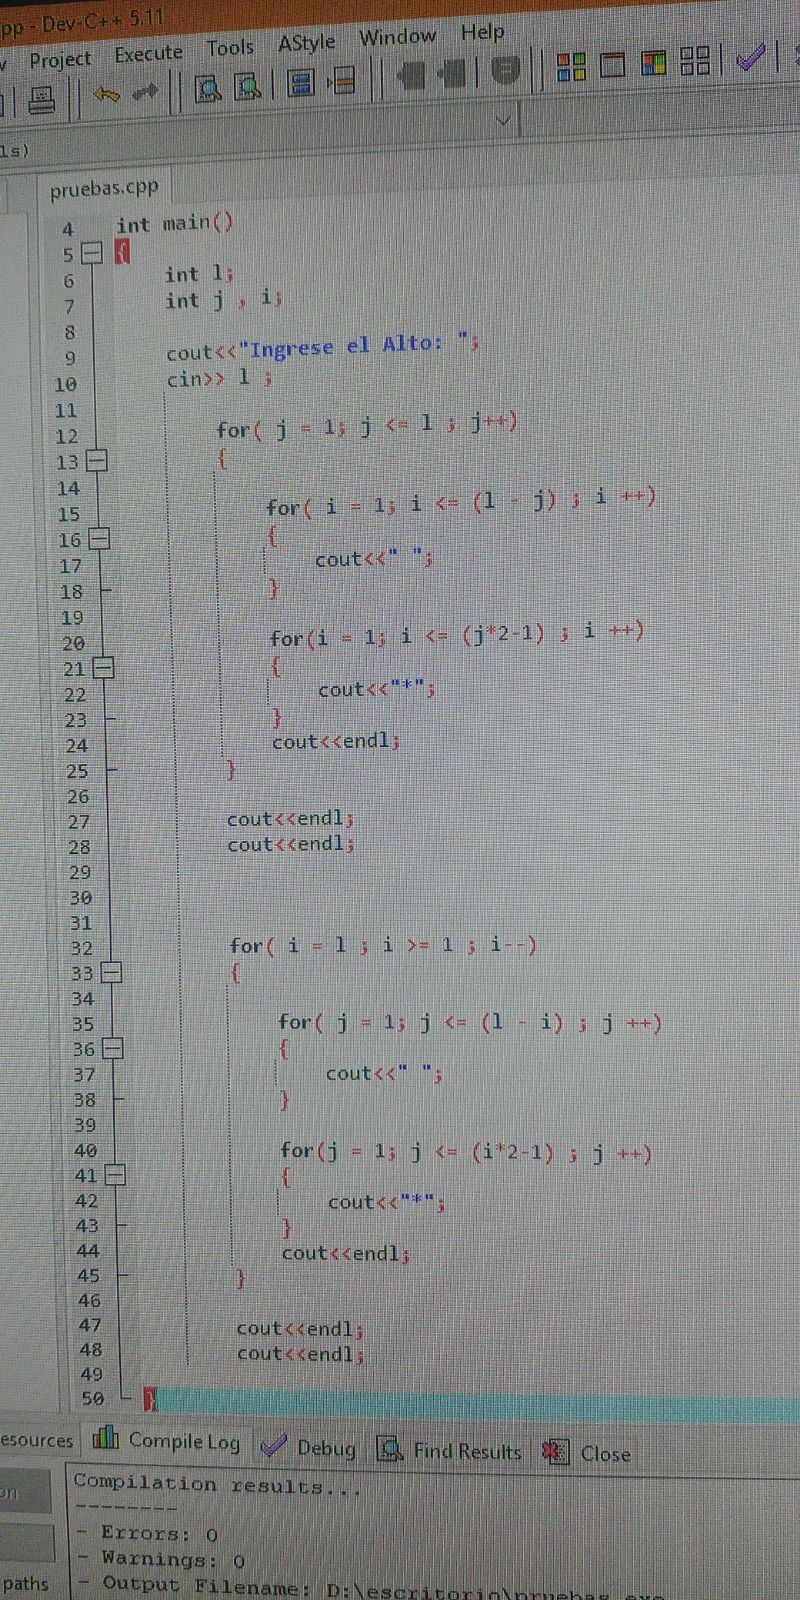 pp - Dev-C++ 5.11
Project Execute Tools AStyle Window Help
ls)
pruebas.cpp
4 int main()
5 {
6 int l;
7 int j , i;
8
9 cout<<"Ingrese el Alto: ";
10 cin>> l ;
11
12 for( j = 1; j <= l ; j++)
13 {
14
15 for( i = 1; i <= (l - j) ; i ++)
16 {
17 cout<<" ";
18 }
19
20 for(i = 1; i <= (j*2-1) ; i ++)
21 {
22 cout<<"*";
23 }
24 cout<<endl;
25 }
26
27 cout<<endl;
28 cout<<endl;
29
30
31
32 for( i = l ; i >= 1 ; i--)
33 {
34
35 for( j = 1; j <= (l - i) ; j ++)
36 {
37 cout<<" ";
38 }
39
40 for(j = 1; j <= (i*2-1) ; j ++)
41 {
42 cout<<"*";
43 }
44 cout<<endl;
45 }
46
47 cout<<endl;
48 cout<<endl;
49
50 }
esources Compile Log Debug Find Results Close
on
Compilation results...
--------
- Errors: 0
- Warnings: 0
paths
- Output Filename: D:\escritorio\pruebas.exe